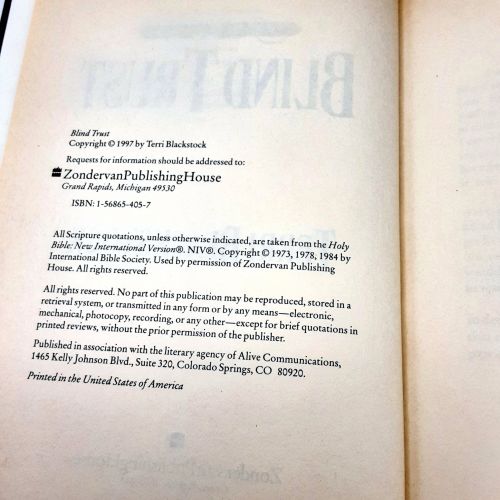 Blind Trust
Copyright © 1997 by Terri Blackstock
Requests for information should be addressed to:
ZondervanPublishingHouse
Grand Rapids, Michigan 49530
ISBN: 1-56865-405-7
All Scripture quotations, unless otherwise indicated, are taken from the Holy
Bible: New International Version®. NIV®. Copyright © 1973, 1978, 1984 by
International Bible Society. Used by permission of Zondervan Publishing
House. All rights reserved.
All rights reserved. No part of this publication may be reproduced, stored in a
retrieval system, or transmitted in any form or by any means—electronic,
mechanical, photocopy, recording, or any other—except for brief quotations in
printed reviews, without the prior permission of the publisher.
Published in association with the literary agency of Alive Communications,
1465 Kelly Johnson Blvd., Suite 320, Colorado Springs, CO 80920.
Printed in the United States of America